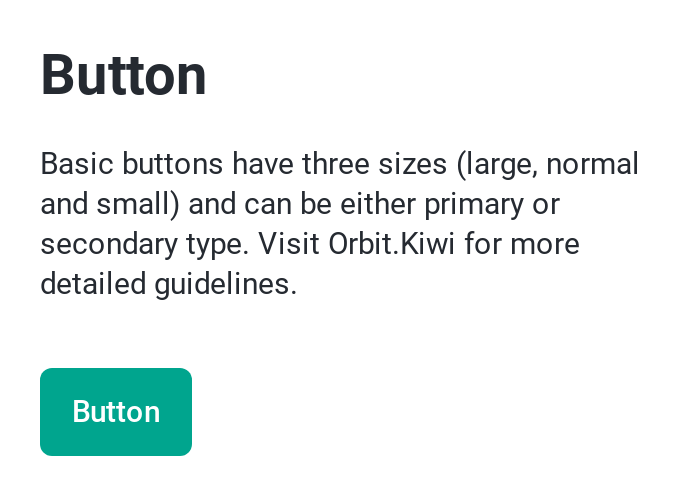 Button
Basic buttons have three sizes (large, normal
and small) and can be either primary or
secondary type. Visit Orbit.Kiwi for more
detailed guidelines.
Button